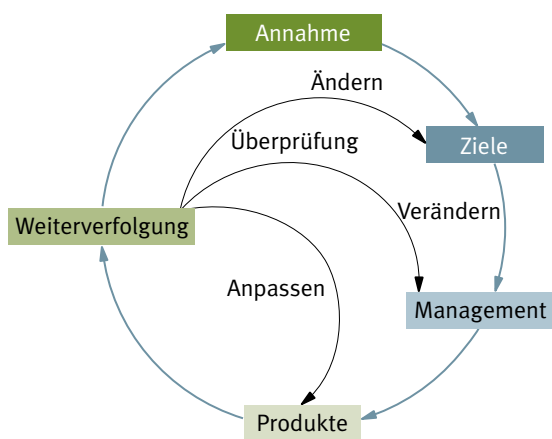 Annahme
Ändern
Überprüfung
Ziele
Verändern
Weiterverfolgung
Anpassen
Management
Produkte